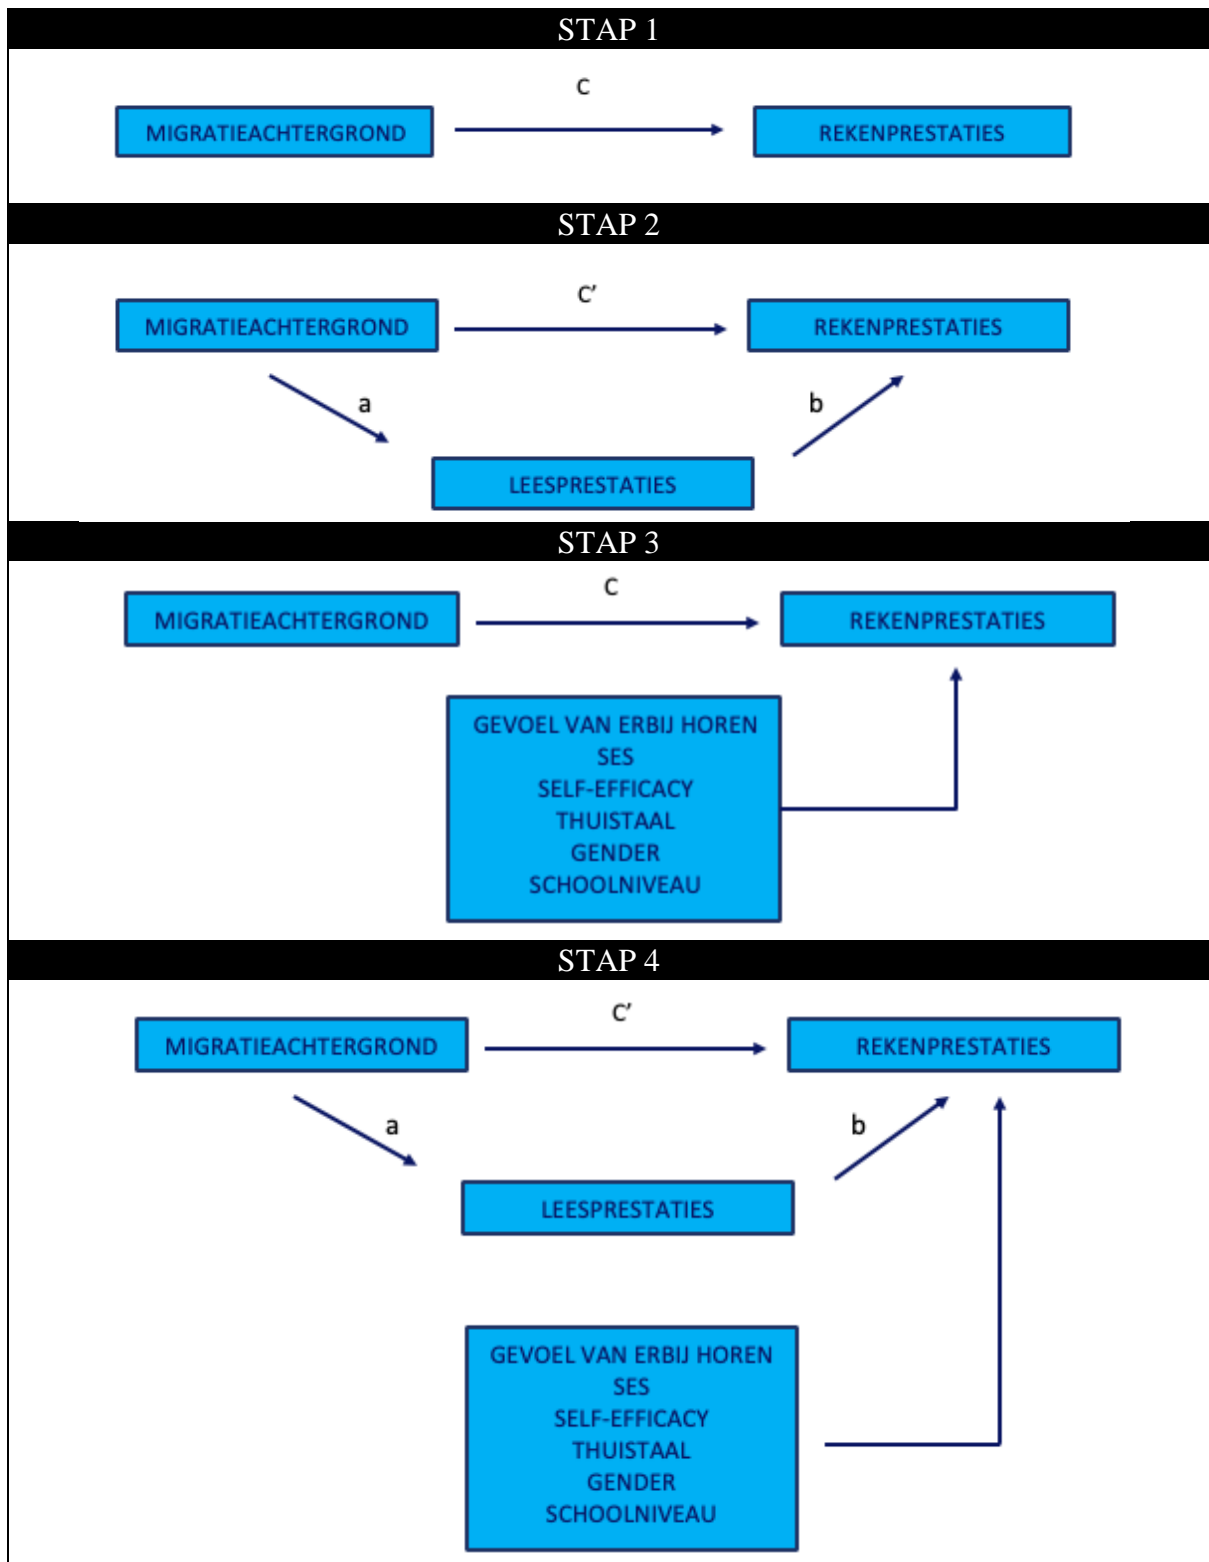 STAP 1
C
MIGRATIEACHTERGROND
REKENPRESTATIES
STAP 2
C’
MIGRATIEACHTERGROND
REKENPRESTATIES
a
b
LEESPRESTATIES
STAP 3
C
MIGRATIEACHTERGROND
REKENPRESTATIES
GEVOEL VAN ERBIJ HOREN
SES
SELF-EFFICACY
THUISTAAL
GENDER
SCHOOLNIVEAU
STAP 4
C’
MIGRATIEACHTERGROND
REKENPRESTATIES
a
b
LEESPRESTATIES
GEVOEL VAN ERBIJ HOREN
SES
SELF-EFFICACY
THUISTAAL
GENDER
SCHOOLNIVEAU